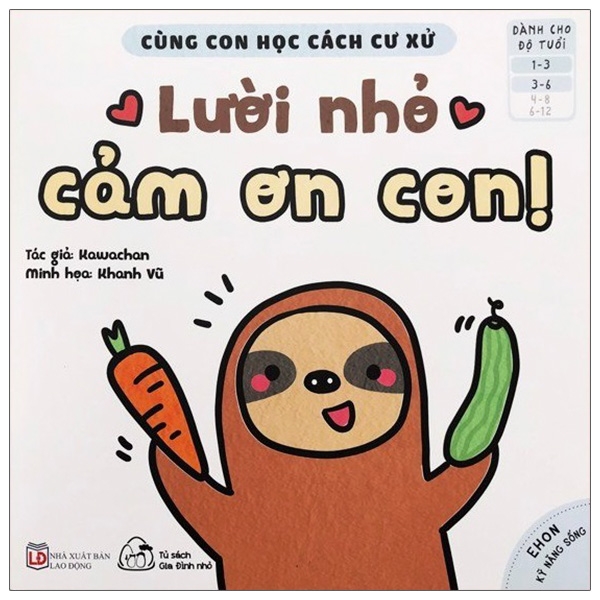 CÙNG CON HỌC CÁCH CƯ XỬ
DÀNH CHO
ĐỘ TUỔI
1-3
3-6
4-8
6-12
Lười nhỏ
cảm ơn con!
Tác giả: Kawachan
Minh họa: Khanh Vũ
LĐ
NHÀ XUẤT BẢN
LAO ĐỘNG
Tủ sách
Gia Đình nhỏ
EHON
KỸ NĂNG SỐNG